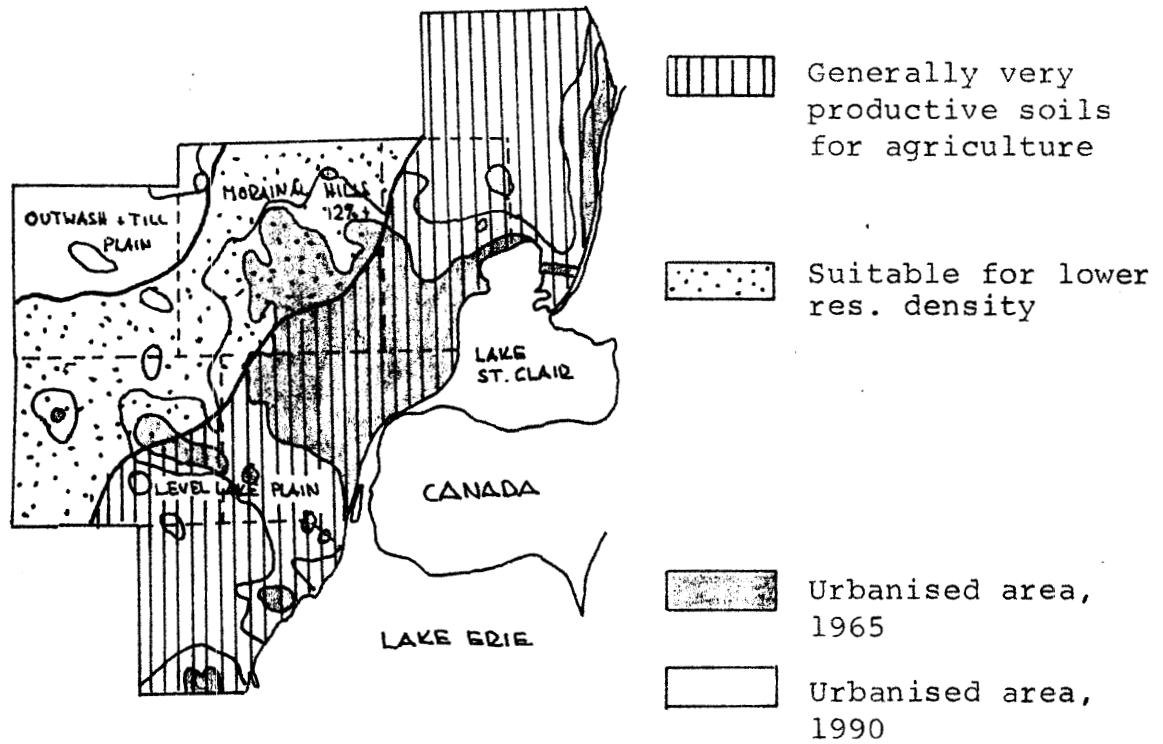 Generally very
productive soils
for agriculture
MORAINAL HILLS
12% +
OUTWASH + TILL
PLAIN
Suitable for lower
res. density
LAKE
ST. CLAIR
LEVEL LAKE PLAIN
CANADA
Urbanised area,
1965
LAKE ERIE
Urbanised area,
1990